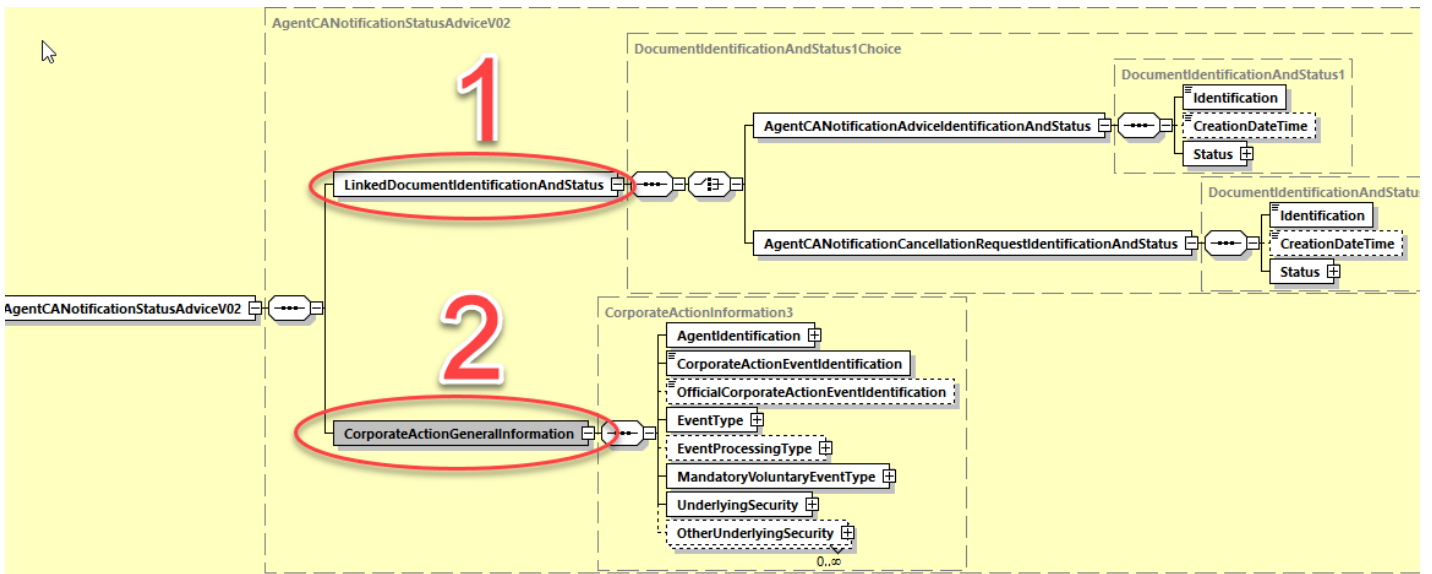 AgentCANotificationStatusAdviceV02
1
DocumentIdentificationAndStatus1Choice
DocumentIdentificationAndStatus1
Identification
AgentCANotificationAdviceIdentificationAndStatus
CreationDateTime
Status
LinkedDocumentIdentificationAndStatus
DocumentIdentificationAndStatus
Identification
AgentCANotificationCancellationRequestIdentificationAndStatus
CreationDateTime
Status
AgentCANotificationStatusAdviceV02
2
CorporateActionInformation3
AgentIdentification
CorporateActionEventIdentification
OfficialCorporateActionEventIdentification
EventType
CorporateActionGeneralInformation
EventProcessingType
MandatoryVoluntaryEventType
UnderlyingSecurity
OtherUnderlyingSecurity
0..∞